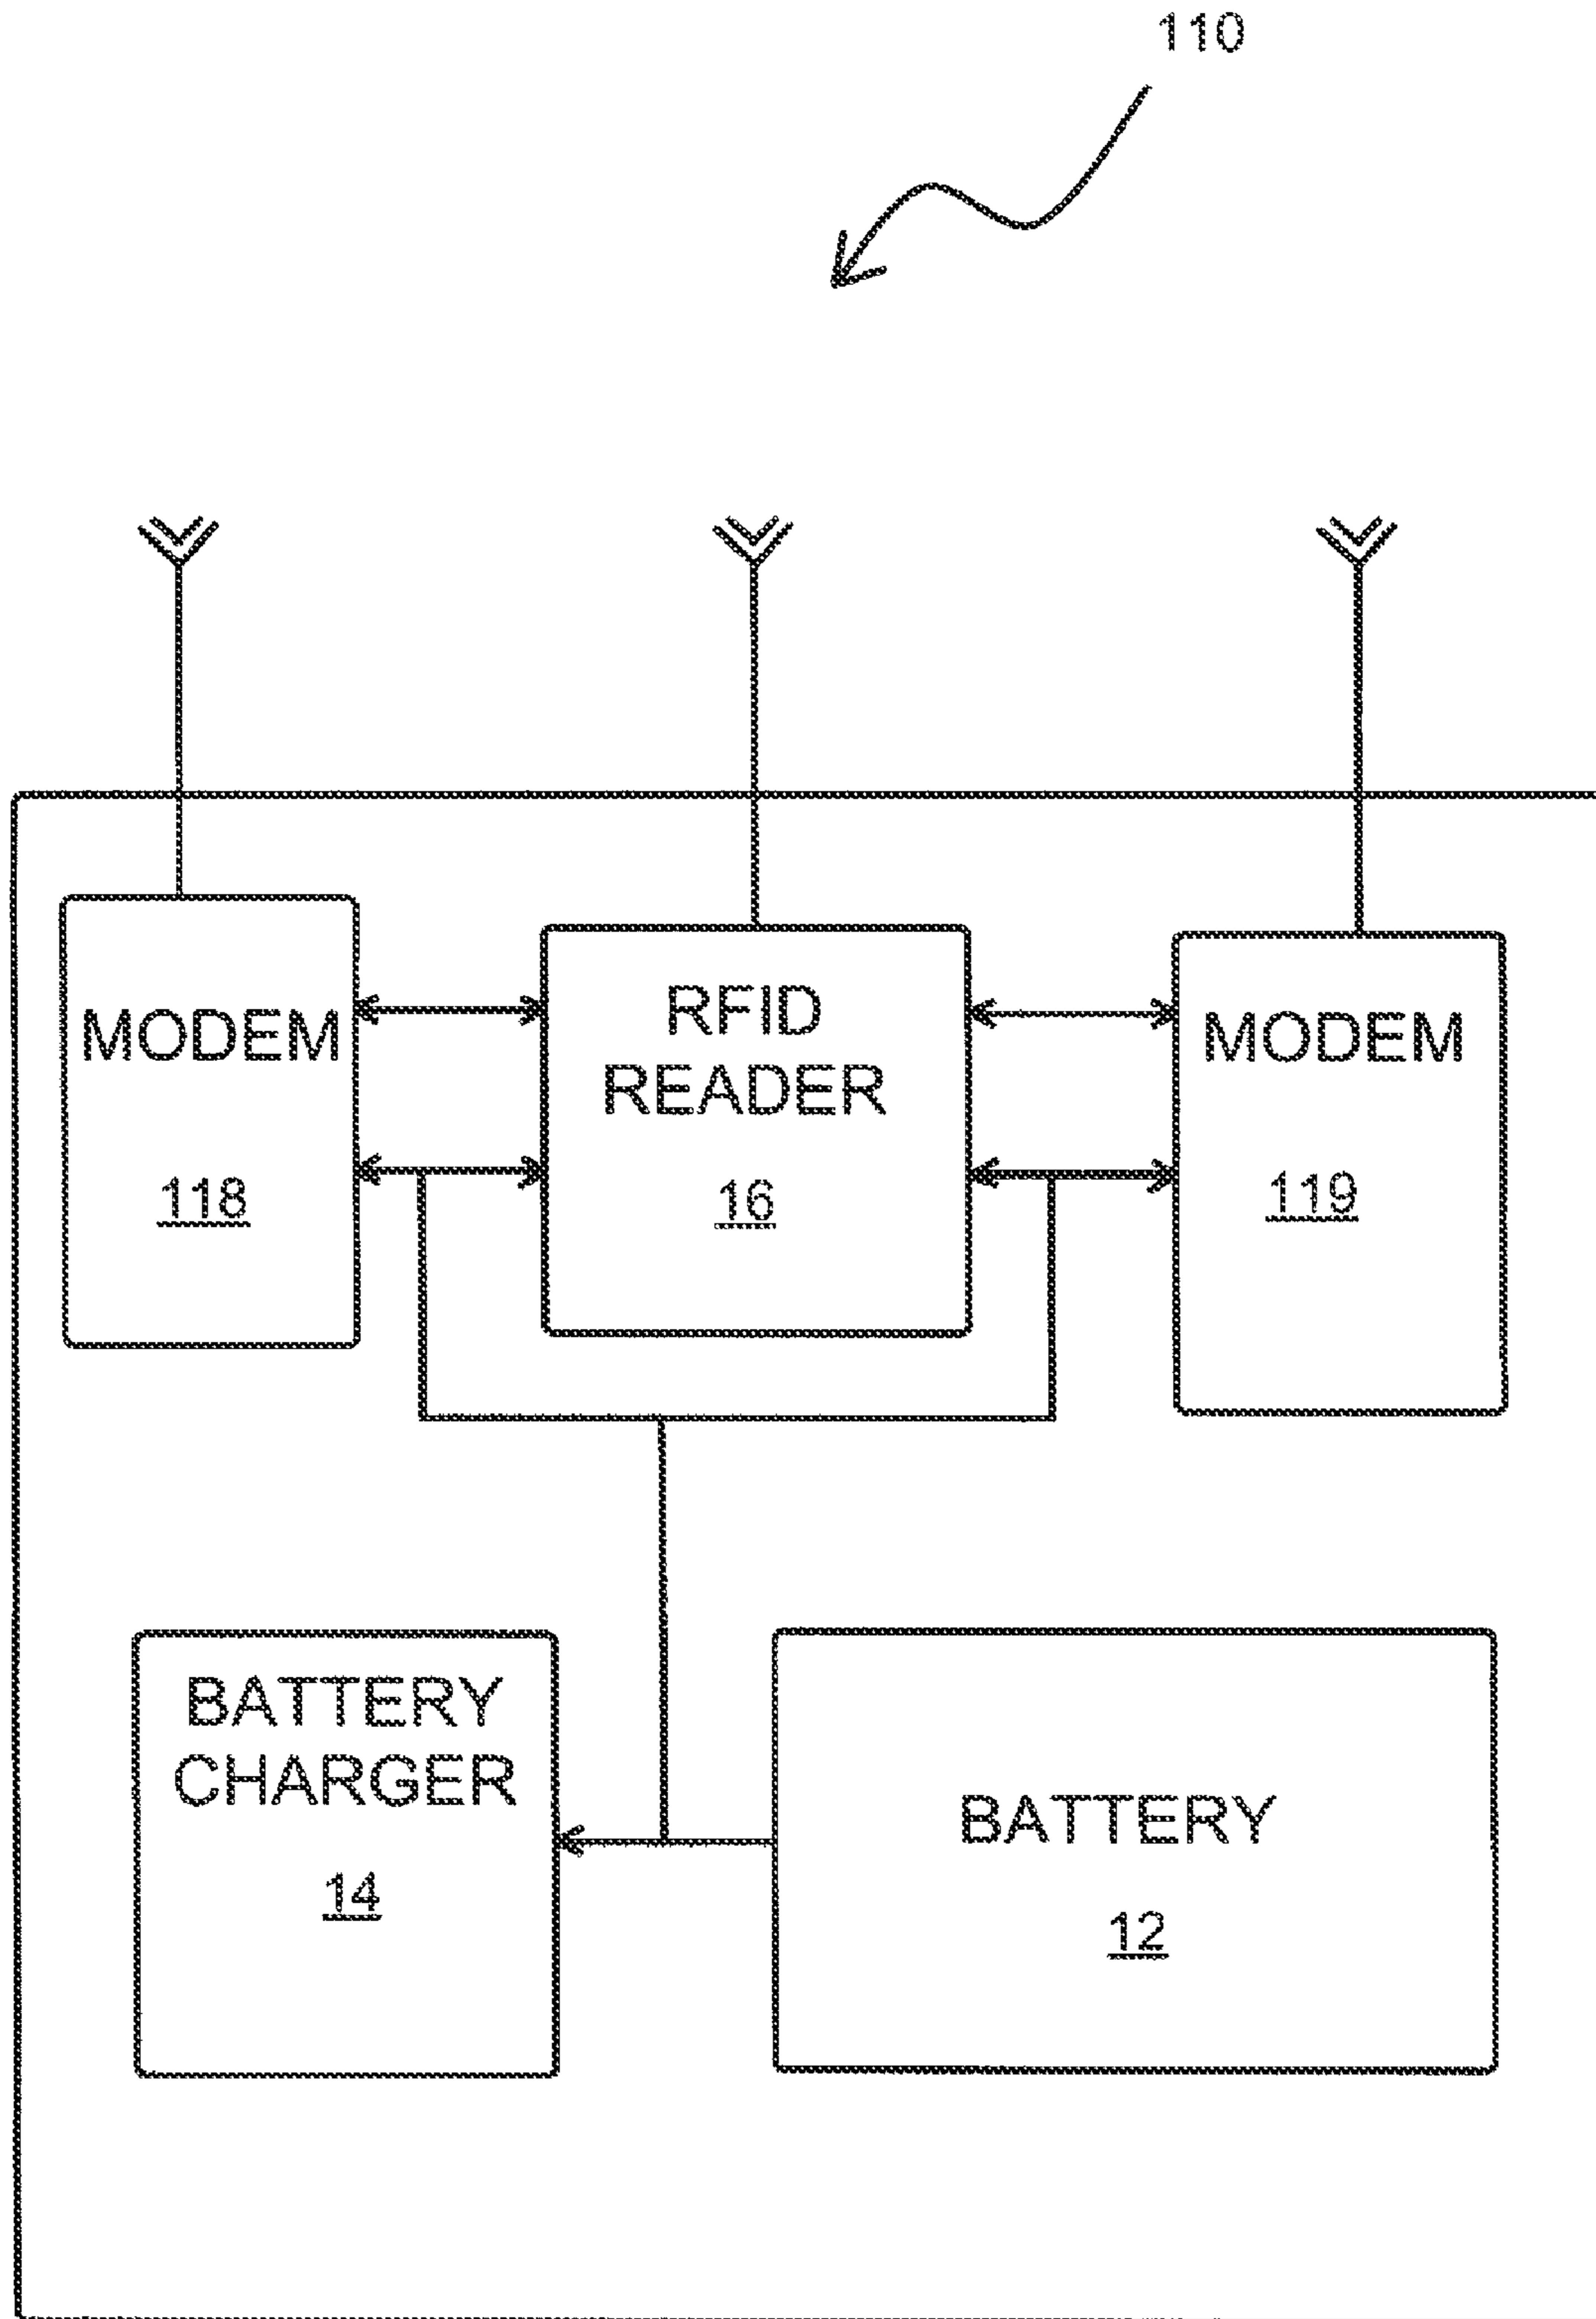 110
MODEM
118
RFID
READER
16
MODEM
119
BATTERY
CHARGER
14
BATTERY
12